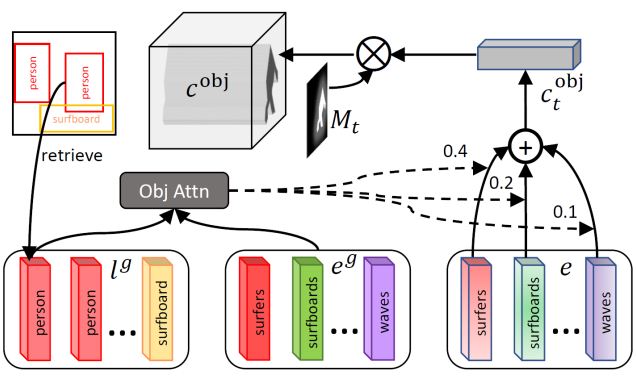 person
person
surfboard
retrieve
c^obj
M_t
c_t^obj
0.4
0.2
0.1
Obj Attn
person
person
...
surfboard
l^g
surfers
surfboards
...
waves
e^g
surfers
surfboards
...
waves
e